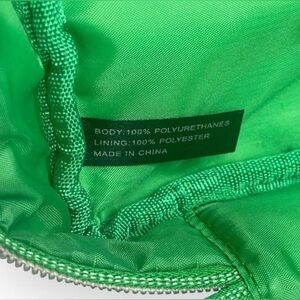 BODY:100% POLYURETHANES
LINING:100% POLYESTER
MADE IN CHINA